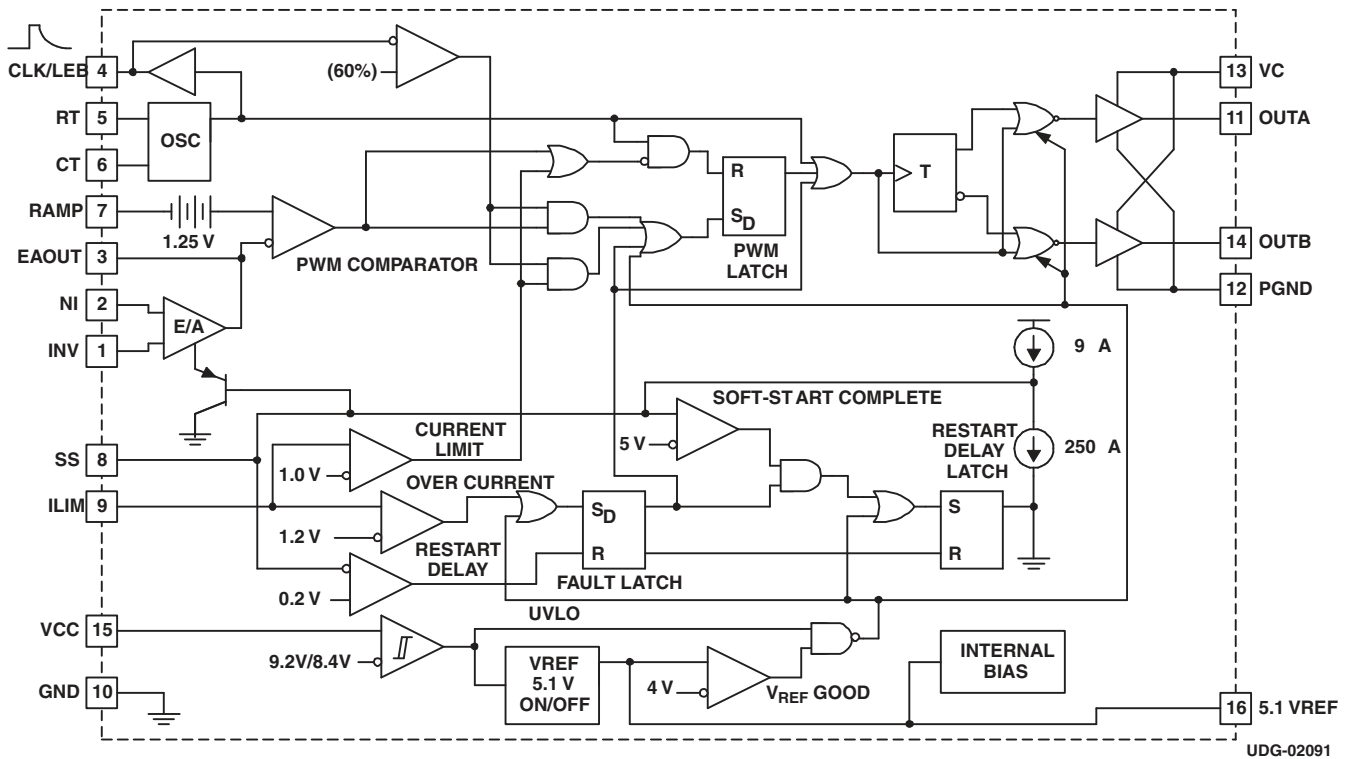 CLK/LEB 4
(60%)
13 VC
RT 5
OSC
11 OUTA
CT 6
T
R
SD
PWM
LATCH
RAMP 7
1.25 V
PWM COMPARATOR
EAOUT 3
14 OUTB
NI 2
12 PGND
E/A
INV 1
9 A
SOFT-START COMPLETE
5 V
RESTART
DELAY
LATCH
250 A
CURRENT
LIMIT
SS 8
1.0 V
OVER CURRENT
ILIM 9
SD
R
S
R
1.2 V
RESTART
DELAY
FAULT LATCH
0.2 V
UVLO
VCC 15
9.2V/8.4V
VREF
5.1 V
ON/OFF
4 V
VREF GOOD
INTERNAL
BIAS
GND 10
16 5.1 VREF
UDG-02091